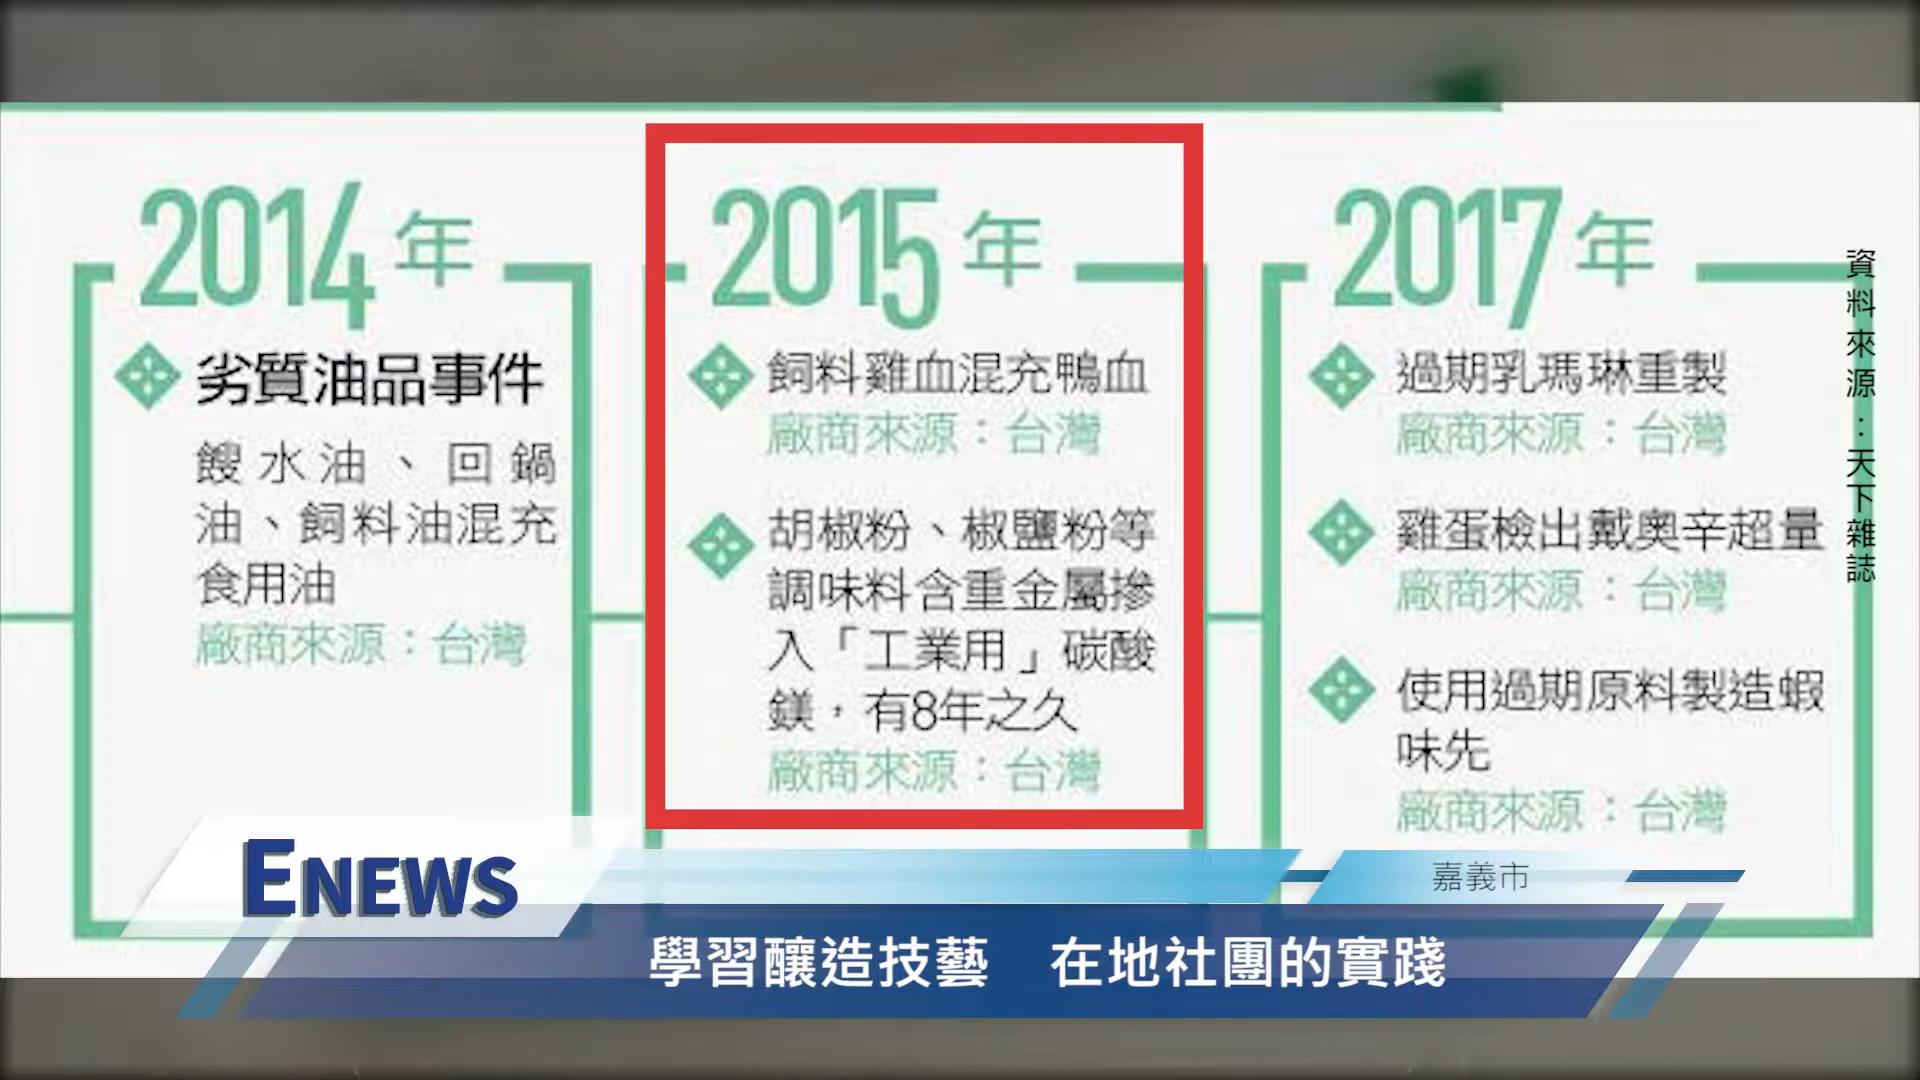 2014年
劣質油品事件
餿水油、回鍋
油、飼料油混充
食用油
廠商來源：台灣
2015年
飼料雞血混充鴨血
廠商來源：台灣
胡椒粉、椒鹽粉等
調味料含重金屬摻
入「工業用」碳酸
鎂，有8年之久
廠商來源：台灣
2017年
過期乳瑪琳重製
廠商來源：台灣
雞蛋檢出戴奧辛超量
廠商來源：台灣
使用過期原料製造蝦
味先
廠商來源：台灣
資料來源：天下雜誌
ENEWS
嘉義市
學習釀造技藝 在地社團的實踐